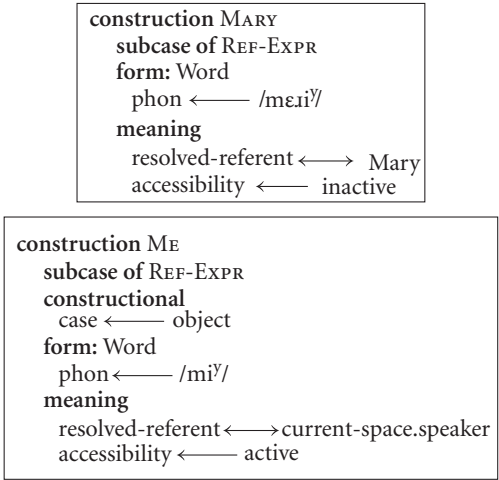 construction MARY
subcase of REF-EXPR
form: Word
phon ⟵ /mɛɹiʸ/
meaning
resolved-referent ⟷ Mary
accessibility ⟵ inactive
construction ME
subcase of REF-EXPR
constructional
case ⟵ object
form: Word
phon ⟵ /miʸ/
meaning
resolved-referent ⟷ current-space.speaker
accessibility ⟵ active